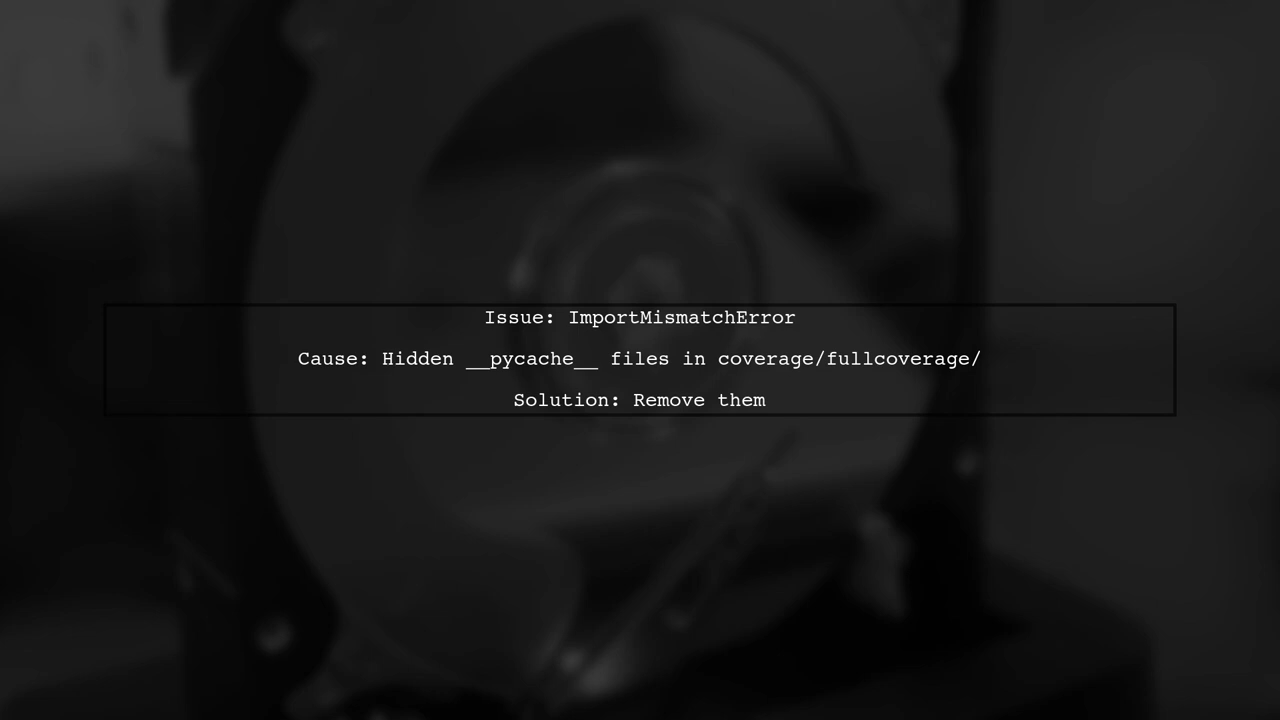 Issue: ImportMismatchError
Cause: Hidden __pycache__ files in coverage/fullcoverage/
Solution: Remove them